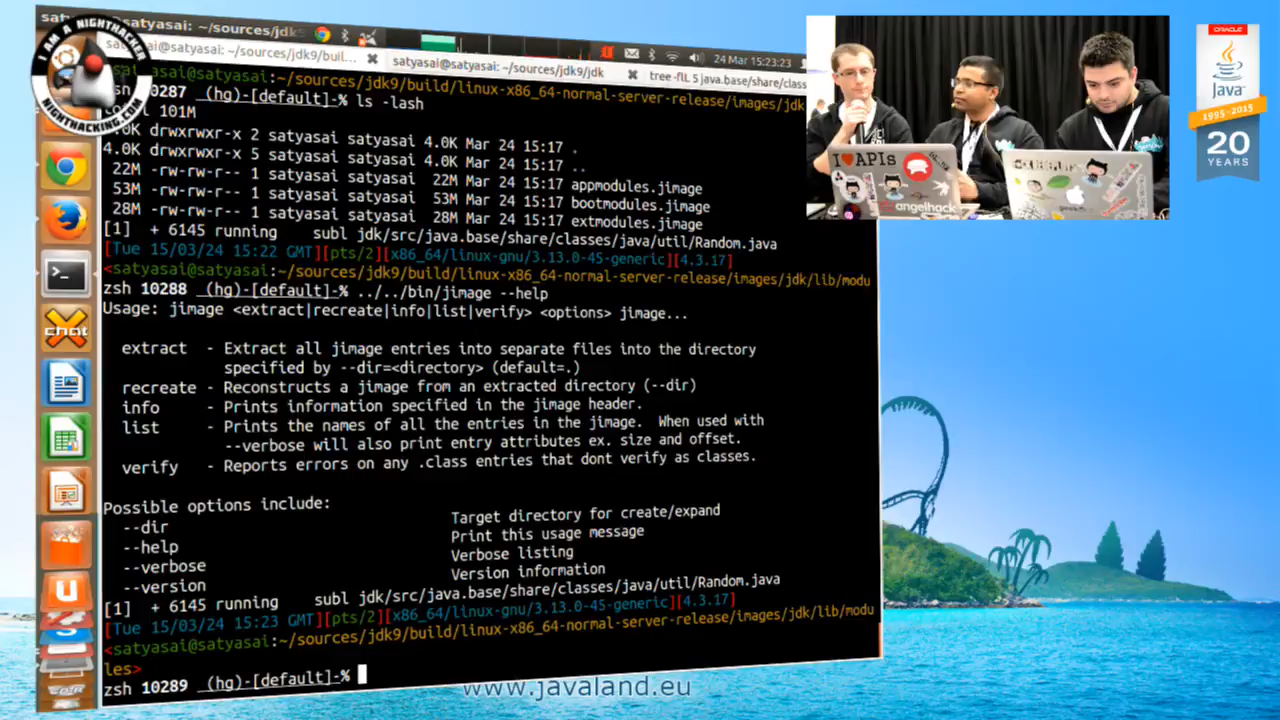 I AM A NIGHTHACKER
NIGHTHACKING.COM
satyasai: ~/sources/jdk9
24 Mar 15:23:23
satyasai@satyasai: ~/sources/jdk9/buil...
satyasai@satyasai: ~/sources/jdk9/jdk
tree -fiL 5 java.base/share/class
satyasai@satyasai:~/sources/jdk9/build/linux-x86_64-normal-server-release/images/jdk
zsh 10287 (hg)-[default]-% ls -lash
101M
drwxrwxr-x 2 satyasai satyasai 4.0K Mar 24 15:17 .
4.0K drwxrwxr-x 5 satyasai satyasai 4.0K Mar 24 15:17 ..
22M -rw-rw-r-- 1 satyasai satyasai 22M Mar 24 15:17 appmodules.jimage
53M -rw-rw-r-- 1 satyasai satyasai 53M Mar 24 15:17 bootmodules.jimage
28M -rw-rw-r-- 1 satyasai satyasai 28M Mar 24 15:17 extmodules.jimage
[1] + 6145 running subl jdk/src/java.base/share/classes/java/util/Random.java
[Tue 15/03/24 15:22 GMT][pts/2][x86_64/linux-gnu/3.13.0-45-generic][4.3.17]
<satyasai@satyasai:~/sources/jdk9/build/linux-x86_64-normal-server-release/images/jdk/lib/modu
zsh 10288 (hg)-[default]-% ../../bin/jimage --help
Usage: jimage <extract|recreate|info|list|verify> <options> jimage...
extract - Extract all jimage entries into separate files into the directory
specified by --dir=<directory> (default=.)
recreate - Reconstructs a jimage from an extracted directory (--dir)
info - Prints information specified in the jimage header.
list - Prints the names of all the entries in the jimage. When used with
--verbose will also print entry attributes ex. size and offset.
verify - Reports errors on any .class entries that dont verify as classes.
Possible options include:
--dir Target directory for create/expand
--help Print this usage message
--verbose Verbose listing
--version Version information
[1] + 6145 running subl jdk/src/java.base/share/classes/java/util/Random.java
[Tue 15/03/24 15:23 GMT][pts/2][x86_64/linux-gnu/3.13.0-45-generic][4.3.17]
<satyasai@satyasai:~/sources/jdk9/build/linux-x86_64-normal-server-release/images/jdk/lib/modu
les>
zsh 10289 (hg)-[default]-%
chat
www.javaland.eu
I ♥ APIs
angelhack
ORACLE
Java
1995-2015
20
YEARS